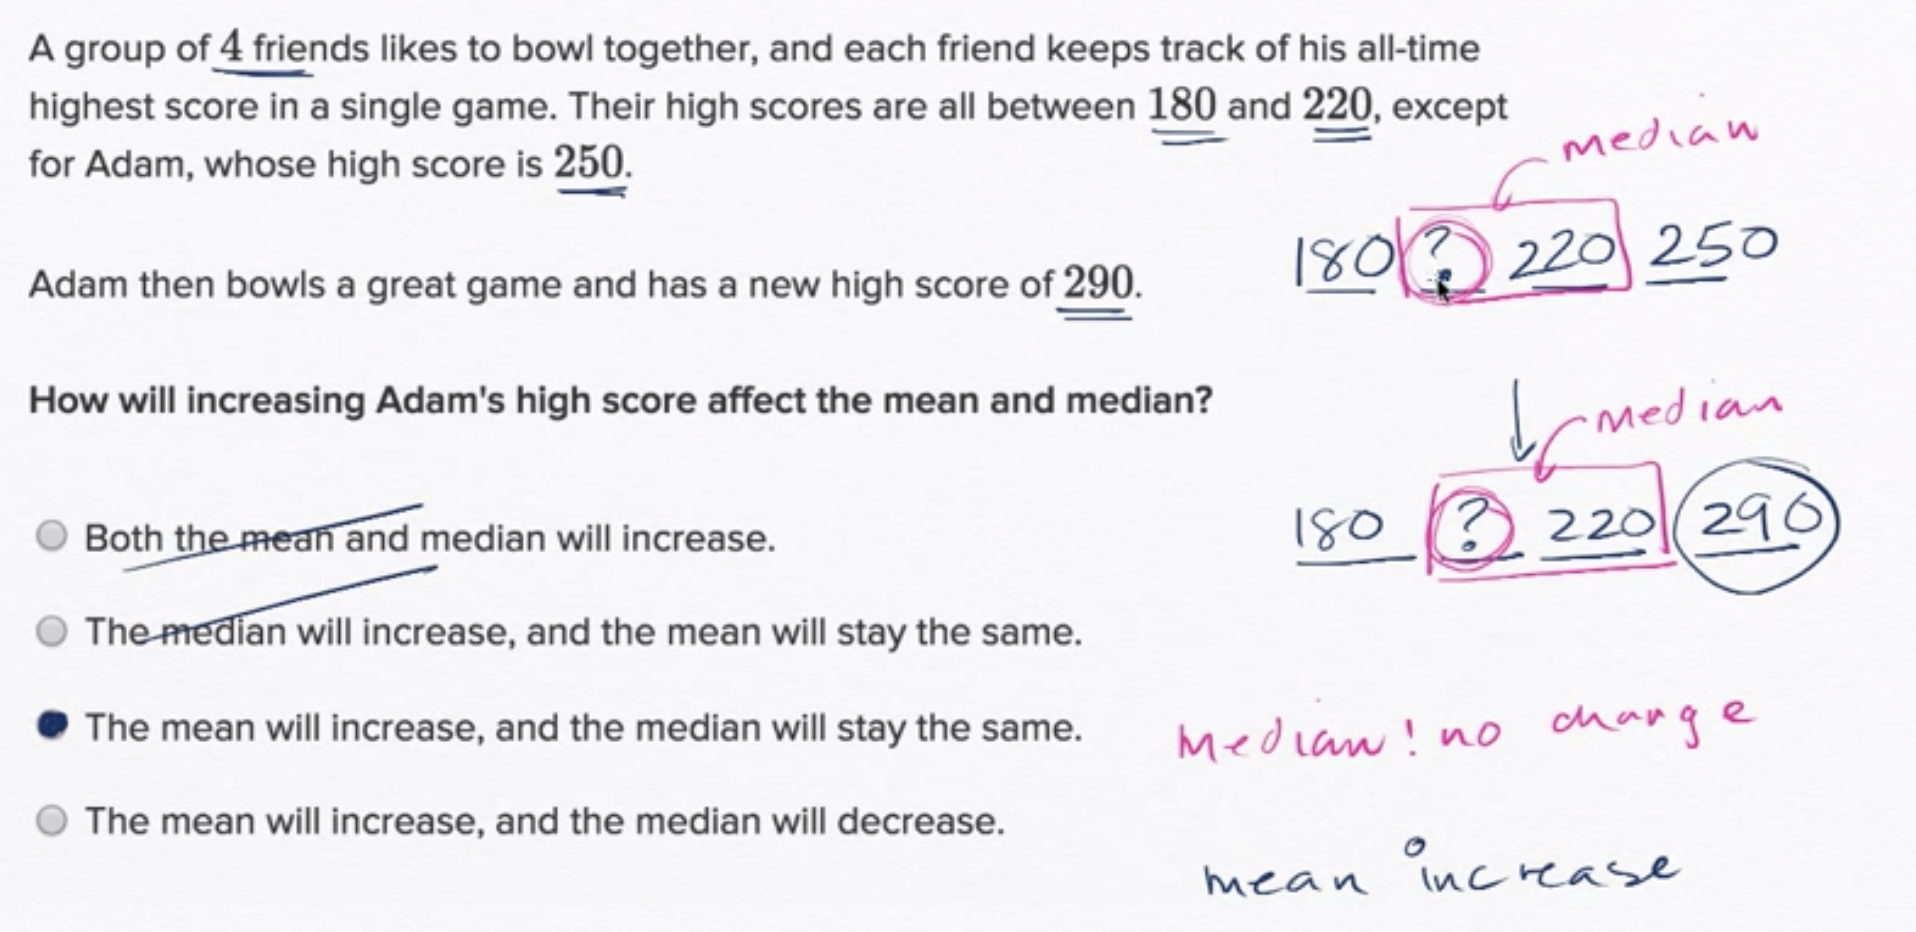 A group of 4 friends likes to bowl together, and each friend keeps track of his all-time
highest score in a single game. Their high scores are all between 180 and 220, except
for Adam, whose high score is 250.
median
180 ? 220 250
Adam then bowls a great game and has a new high score of 290.
How will increasing Adam's high score affect the mean and median?
median
180 ? 220 290
Both the mean and median will increase.
The median will increase, and the mean will stay the same.
The mean will increase, and the median will stay the same.
Median! no change
The mean will increase, and the median will decrease.
mean increase